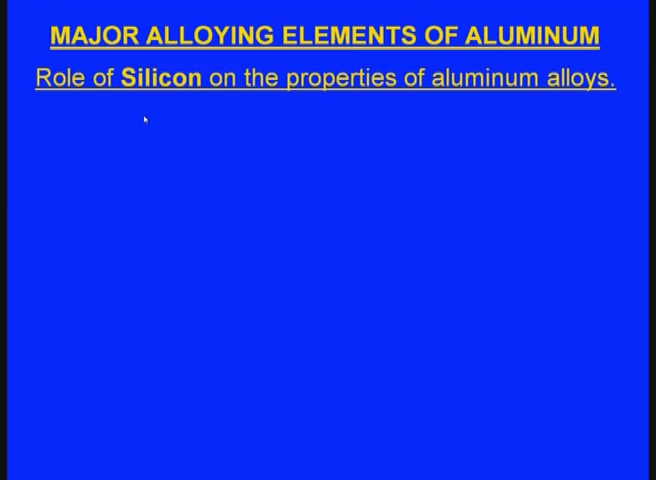 MAJOR ALLOYING ELEMENTS OF ALUMINUM
Role of Silicon on the properties of aluminum alloys.